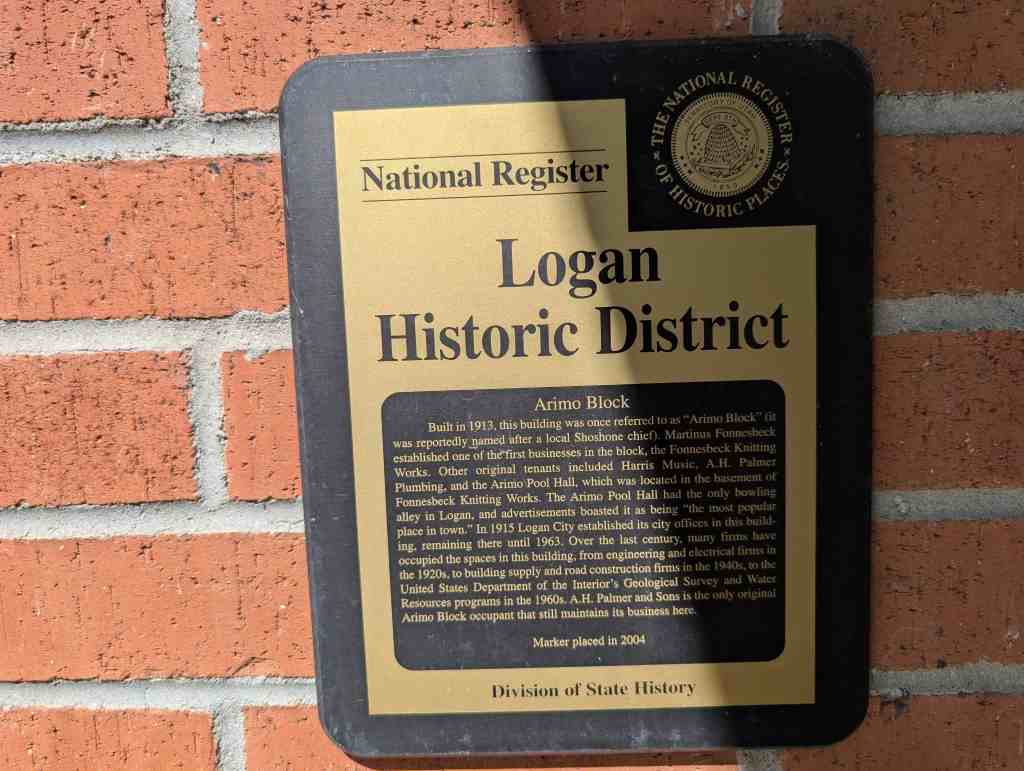 THE NATIONAL REGISTER
OF HISTORIC PLACES
National Register
Logan
Historic District
Arimo Block
Built in 1913, this building was once referred to as “Arimo Block” (it
was reportedly named after a local Shoshone chief). Martinus Fonnesbeck
established one of the first businesses in the block, the Fonnesbeck Knitting
Works. Other original tenants included Harris Music, A.H. Palmer
Plumbing, and the Arimo Pool Hall, which was located in the basement of
Fonnesbeck Knitting Works. The Arimo Pool Hall had the only bowling
alley in Logan, and advertisements boasted it as being “the most popular
place in town.” In 1915 Logan City established its city offices in this build-
ing, remaining there until 1963. Over the last century, many firms have
occupied the spaces in this building, from engineering and electrical firms in
the 1920s, to building supply and road construction firms in the 1940s, to the
United States Department of the Interior’s Geological Survey and Water
Resources programs in the 1960s. A.H. Palmer and Sons is the only original
Arimo Block occupant that still maintains its business here.
Marker placed in 2004
Division of State History